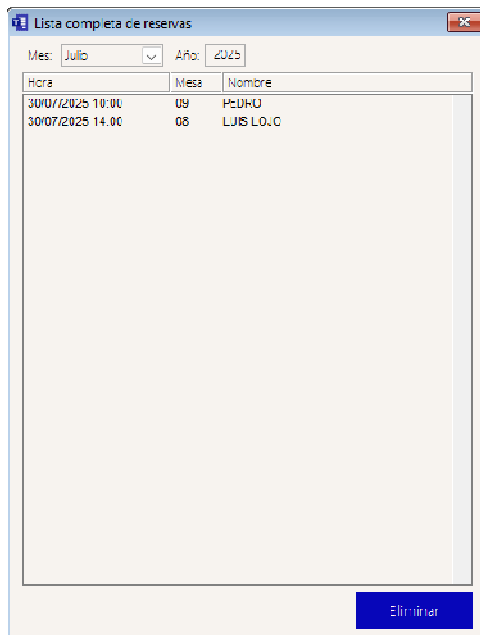 Lista completa de reservas
Mes: Julio Año: 2025
Hora Mesa Nombre
30/07/2025 10:00 09 PEDRO
30/07/2025 14:00 08 LUIS LOJO
Eliminar